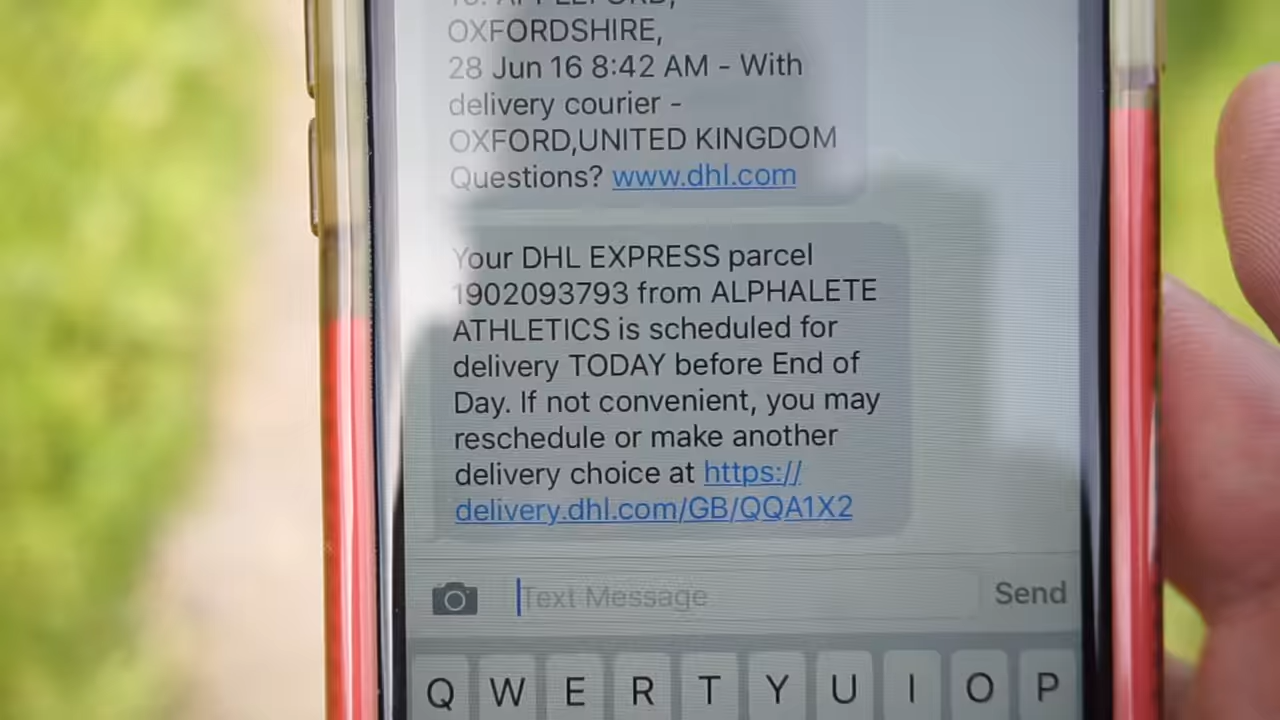 OXFORDSHIRE,
28 Jun 16 8:42 AM - With
delivery courier -
OXFORD,UNITED KINGDOM
Questions? www.dhl.com
Your DHL EXPRESS parcel
1902093793 from ALPHALETE
ATHLETICS is scheduled for
delivery TODAY before End of
Day. If not convenient, you may
reschedule or make another
delivery choice at https://
delivery.dhl.com/GB/QQA1X2
Text Message
Send
Q W E R T Y U I O P